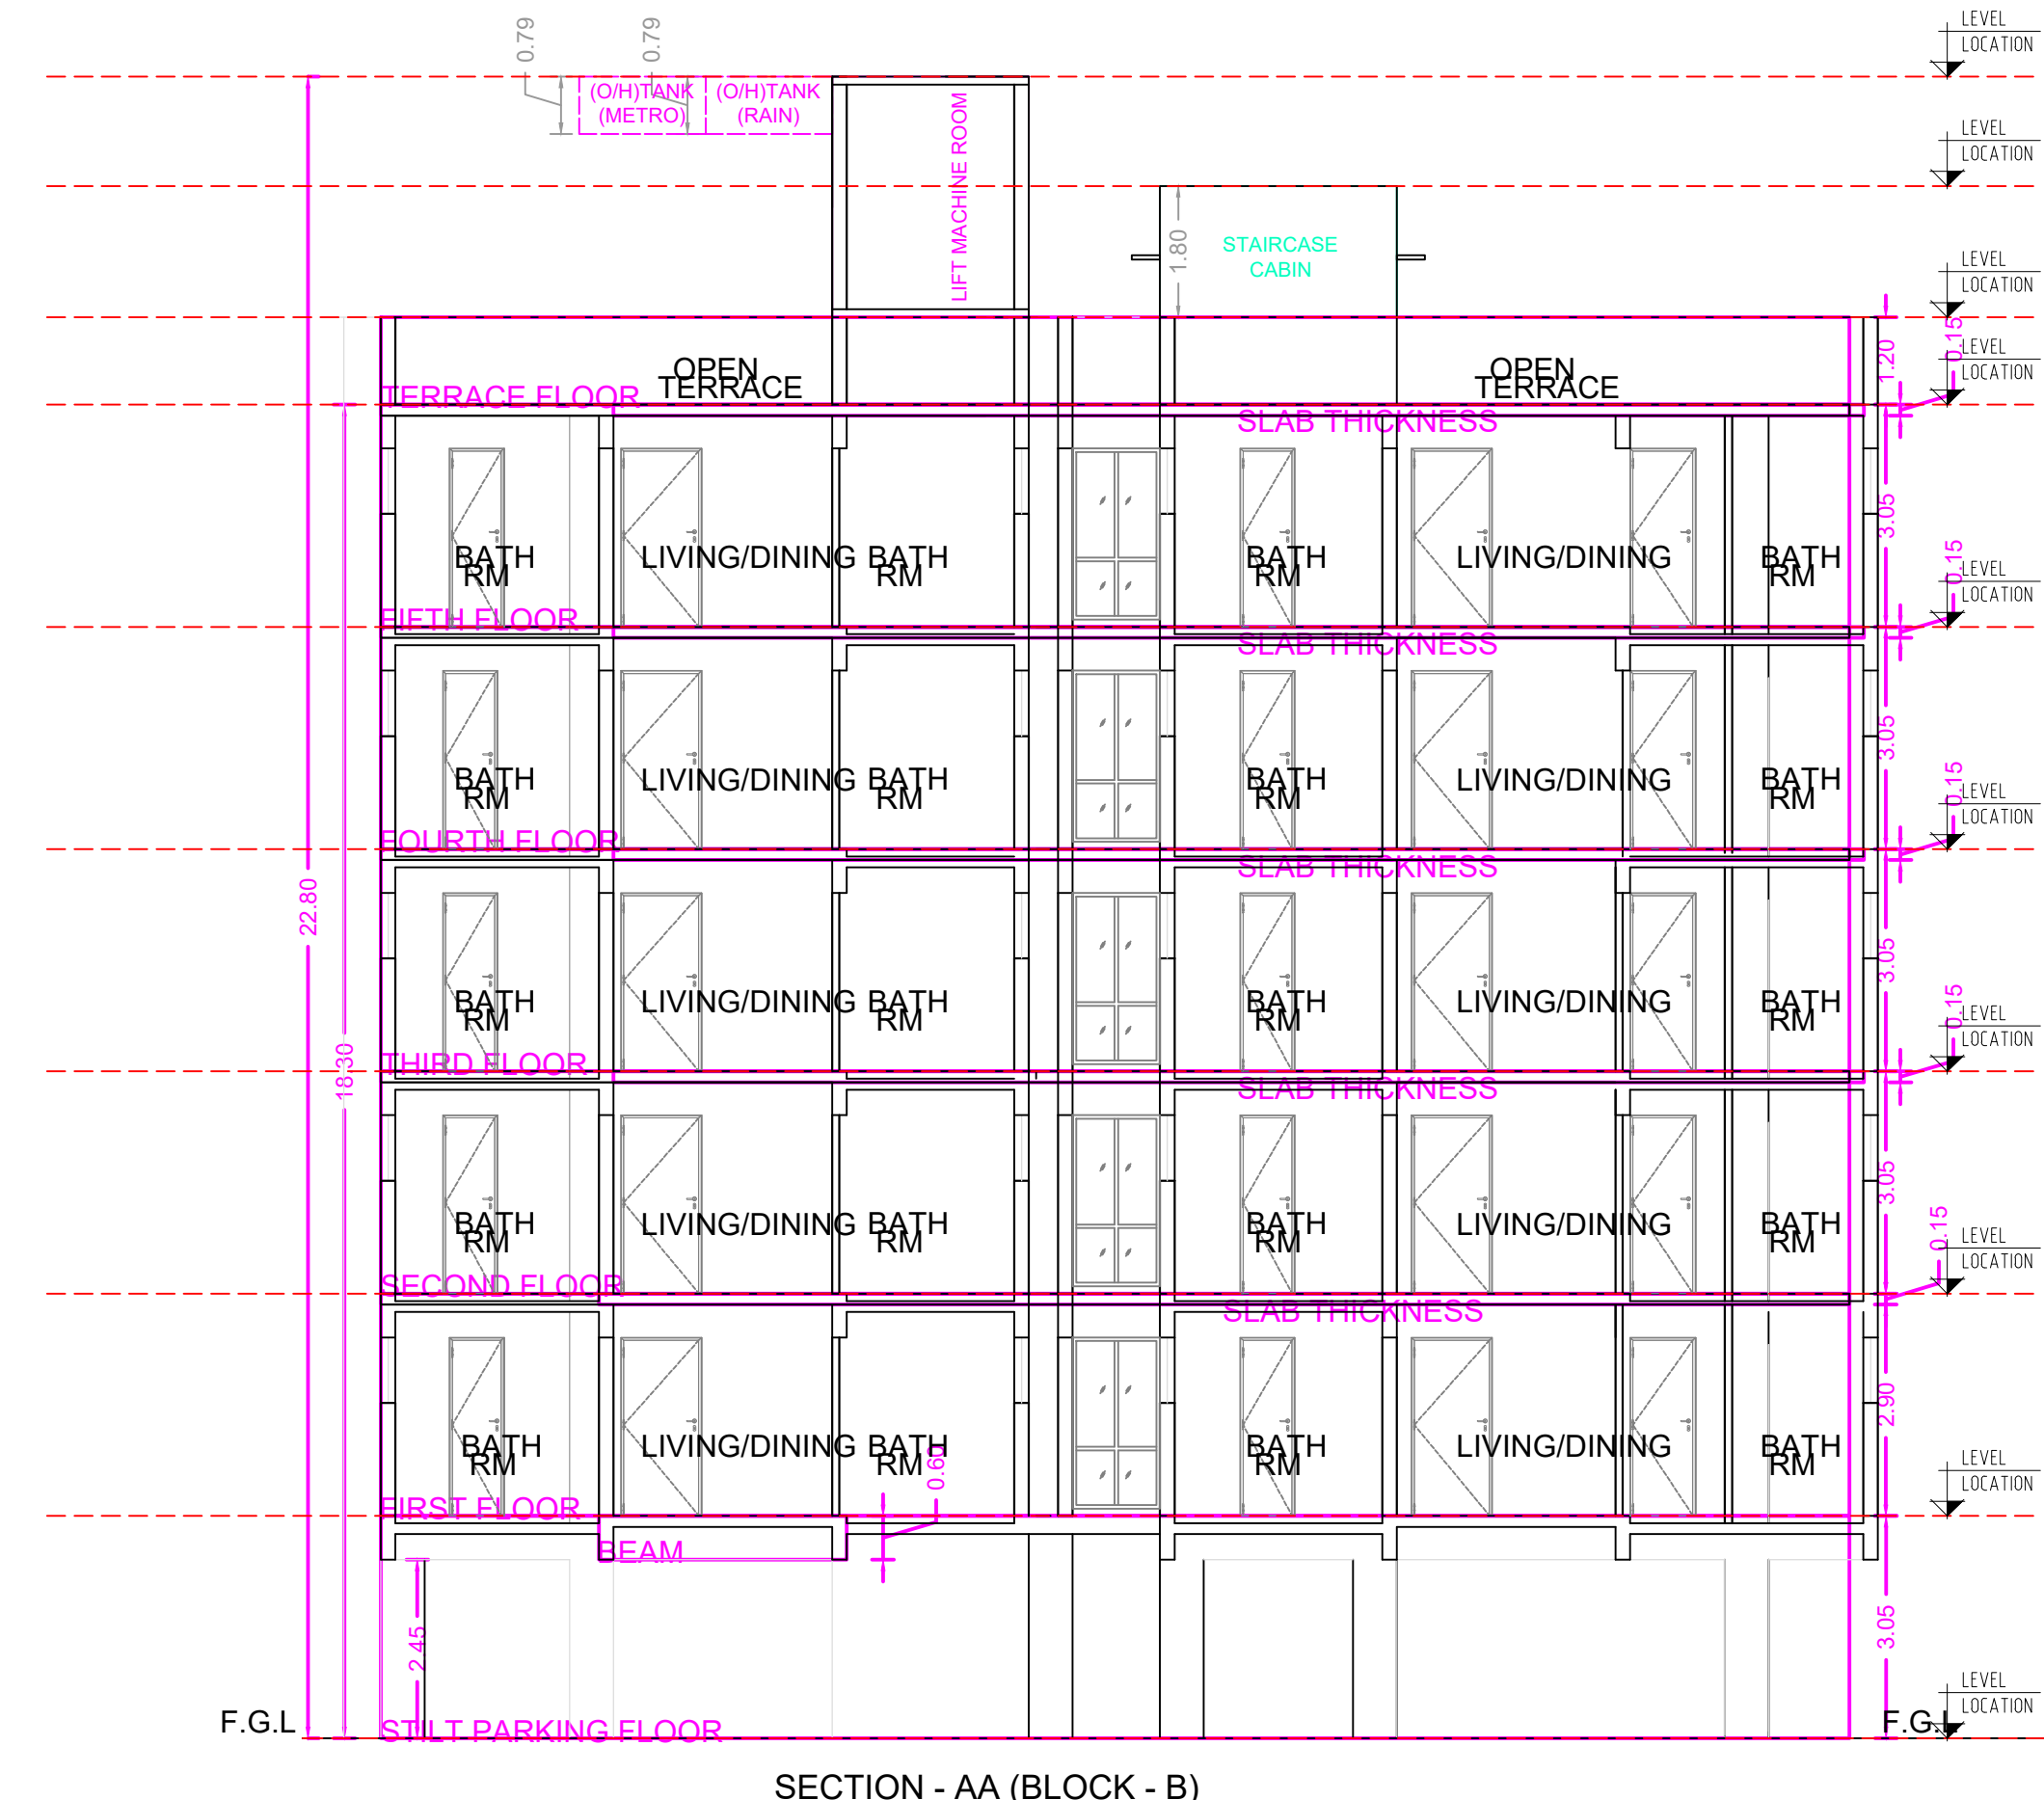 0.79
0.79
LEVEL
LOCATION
(O/H)TANK
(METRO)
(O/H)TANK
(RAIN)
LIFT MACHINE ROOM
LEVEL
LOCATION
1.80
STAIRCASE
CABIN
LEVEL
LOCATION
OPEN
TERRACE
OPEN
TERRACE
1.20
0.15
LEVEL
LOCATION
TERRACE FLOOR
SLAB THICKNESS
3.05
BATH
RM
LIVING/DINING
BATH
RM
BATH
RM
LIVING/DINING
BATH
RM
0.15
LEVEL
LOCATION
FIFTH FLOOR
SLAB THICKNESS
3.05
BATH
RM
LIVING/DINING
BATH
RM
BATH
RM
LIVING/DINING
BATH
RM
0.15
LEVEL
LOCATION
FOURTH FLOOR
SLAB THICKNESS
22.80
3.05
BATH
RM
LIVING/DINING
BATH
RM
BATH
RM
LIVING/DINING
BATH
RM
0.15
LEVEL
LOCATION
THIRD FLOOR
18.30
SLAB THICKNESS
3.05
BATH
RM
LIVING/DINING
BATH
RM
BATH
RM
LIVING/DINING
BATH
RM
0.15
LEVEL
LOCATION
SECOND FLOOR
SLAB THICKNESS
2.90
BATH
RM
LIVING/DINING
BATH
RM
0.60
BATH
RM
LIVING/DINING
BATH
RM
LEVEL
LOCATION
FIRST FLOOR
BEAM
2.45
3.05
LEVEL
LOCATION
F.G.L
STILT PARKING FLOOR
F.G.L
SECTION - AA (BLOCK - B)